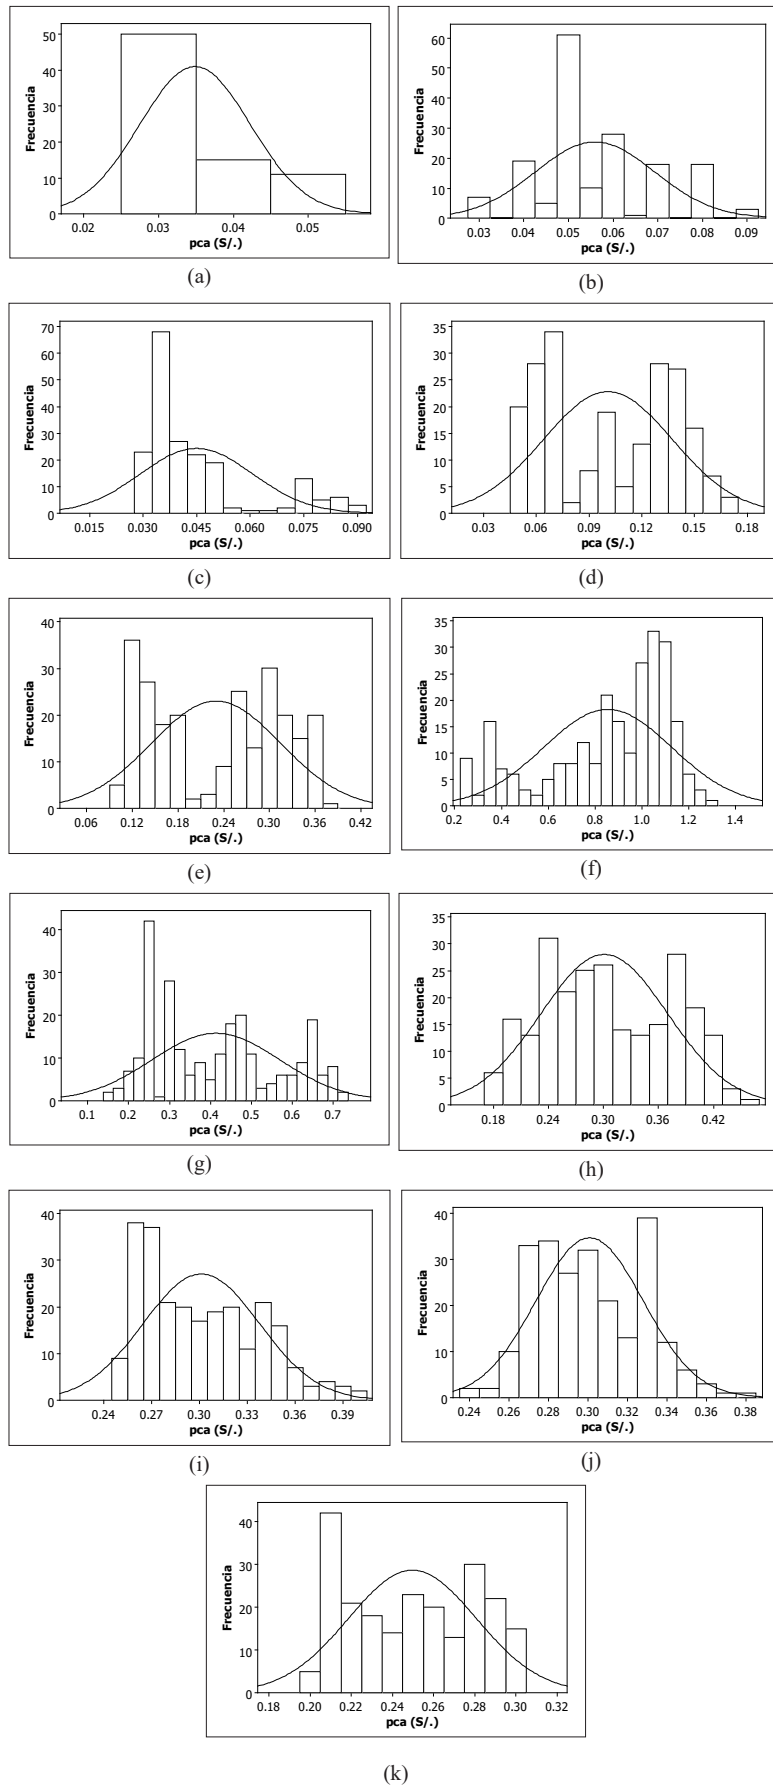 50
40
30
20
10
0
Frecuencia
0.02 0.03 0.04 0.05
pca (S/.)
(a)
60
50
40
30
20
10
0
Frecuencia
0.03 0.04 0.05 0.06 0.07 0.08 0.09
pca (S/.)
(b)
70
60
50
40
30
20
10
0
Frecuencia
0.015 0.030 0.045 0.060 0.075 0.090
pca (S/.)
(c)
35
30
25
20
15
10
5
0
Frecuencia
0.03 0.06 0.09 0.12 0.15 0.18
pca (S/.)
(d)
40
30
20
10
0
Frecuencia
0.06 0.12 0.18 0.24 0.30 0.36 0.42
pca (S/.)
(e)
35
30
25
20
15
10
5
0
Frecuencia
0.2 0.4 0.6 0.8 1.0 1.2 1.4
pca (S/.)
(f)
40
30
20
10
0
Frecuencia
0.1 0.2 0.3 0.4 0.5 0.6 0.7
pca (S/.)
(g)
35
30
25
20
15
10
5
0
Frecuencia
0.18 0.24 0.30 0.36 0.42
pca (S/.)
(h)
40
30
20
10
0
Frecuencia
0.24 0.27 0.30 0.33 0.36 0.39
pca (S/.)
(i)
40
30
20
10
0
Frecuencia
0.24 0.26 0.28 0.30 0.32 0.34 0.36 0.38
pca (S/.)
(j)
40
30
20
10
0
Frecuencia
0.18 0.20 0.22 0.24 0.26 0.28 0.30 0.32
pca (S/.)
(k)